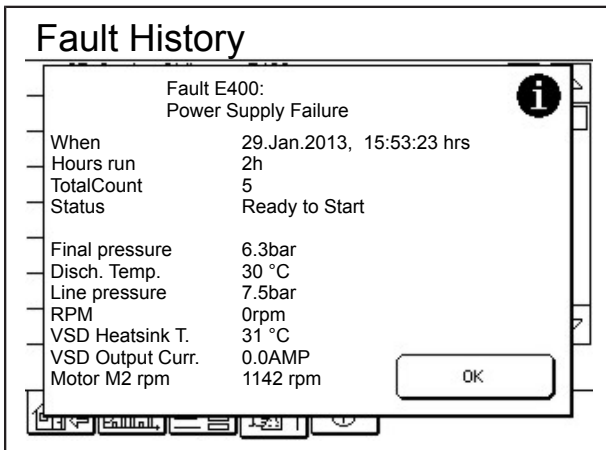 Fault History
Fault E400:
Power Supply Failure
When 29.Jan.2013, 15:53:23 hrs
Hours run 2h
TotalCount 5
Status Ready to Start
Final pressure 6.3bar
Disch. Temp. 30 °C
Line pressure 7.5bar
RPM 0rpm
VSD Heatsink T. 31 °C
VSD Output Curr. 0.0AMP
Motor M2 rpm 1142 rpm
OK